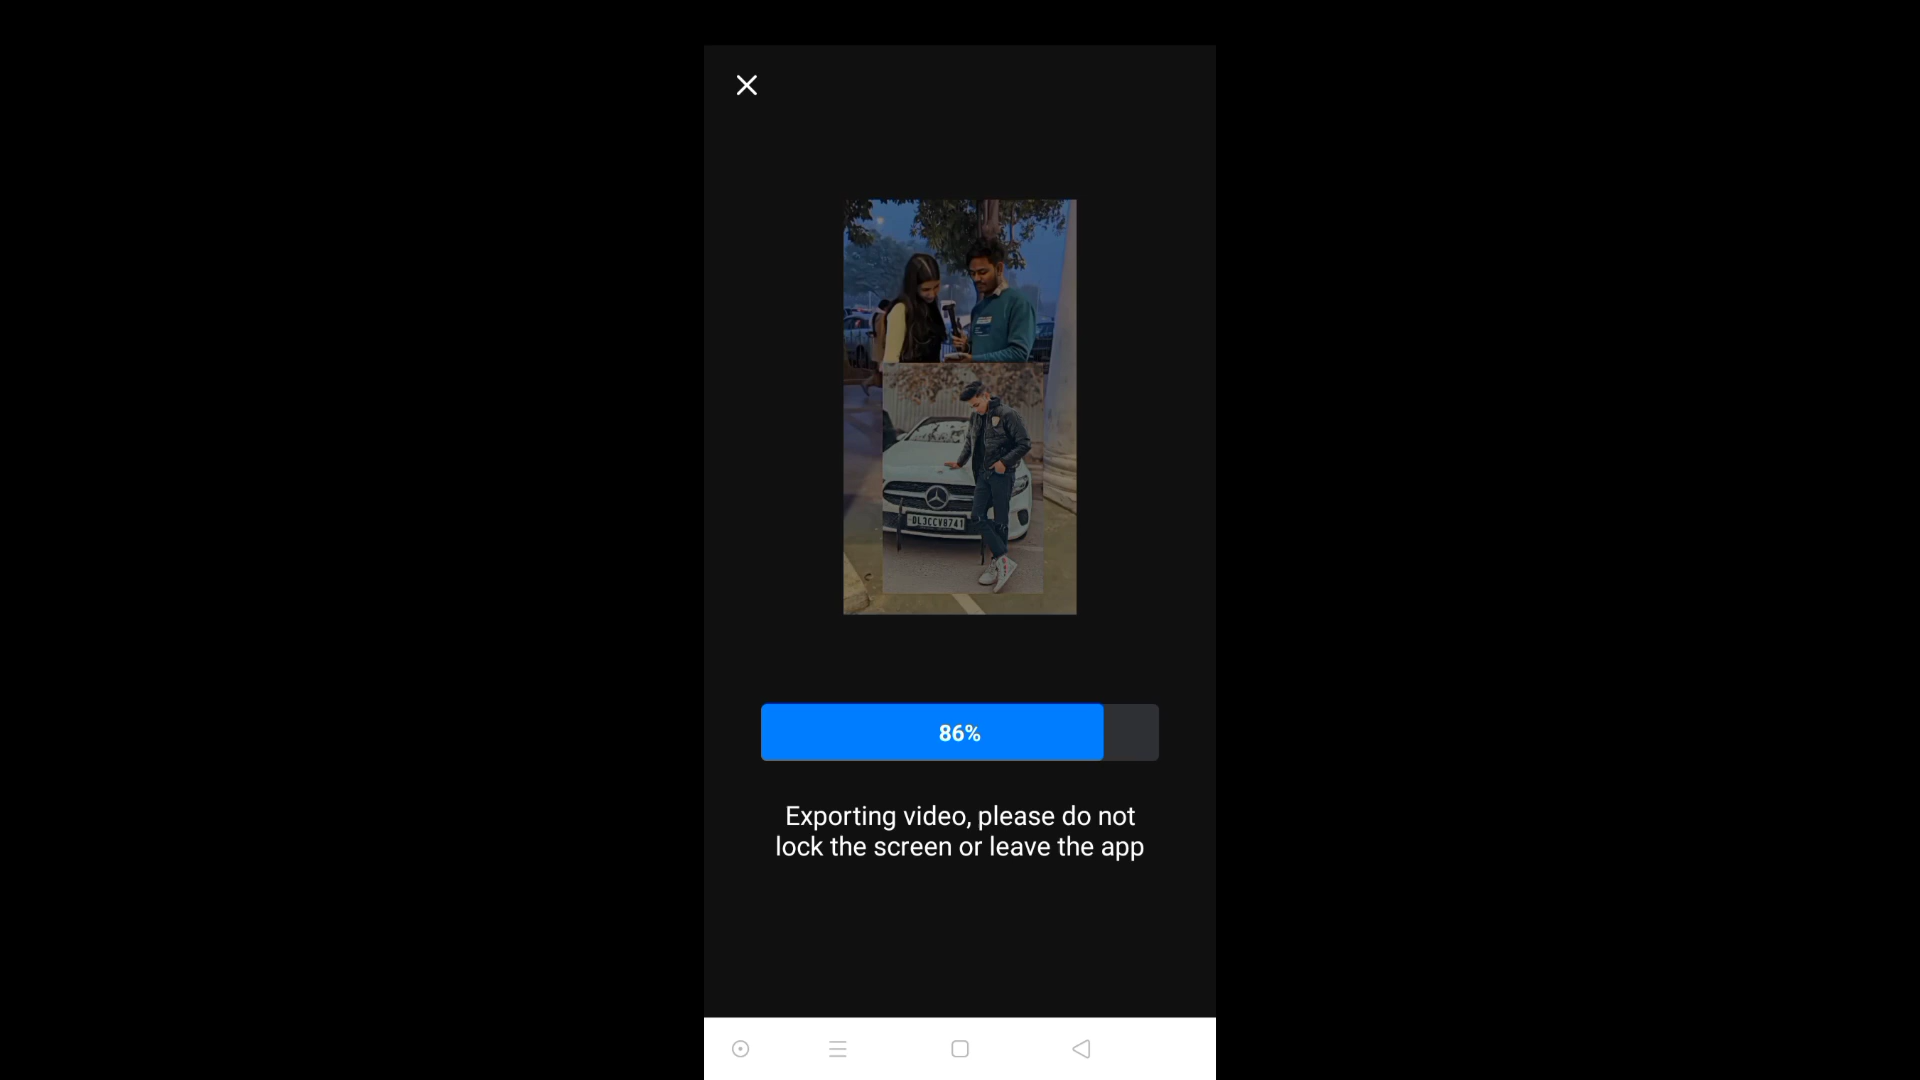 86%
Exporting video, please do not
lock the screen or leave the app